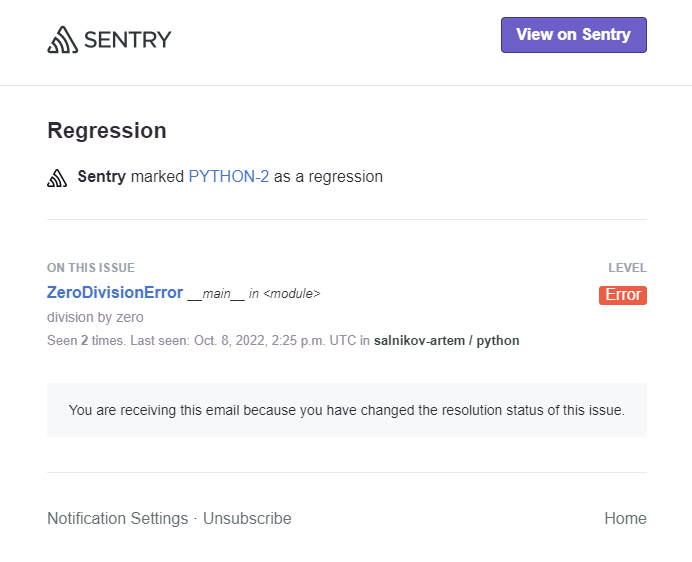 SENTRY
View on Sentry
Regression
Sentry marked PYTHON-2 as a regression
ON THIS ISSUE
LEVEL
ZeroDivisionError __main__ in <module>
Error
division by zero
Seen 2 times. Last seen: Oct. 8, 2022, 2:25 p.m. UTC in salnikov-artem / python
You are receiving this email because you have changed the resolution status of this issue.
Notification Settings · Unsubscribe
Home